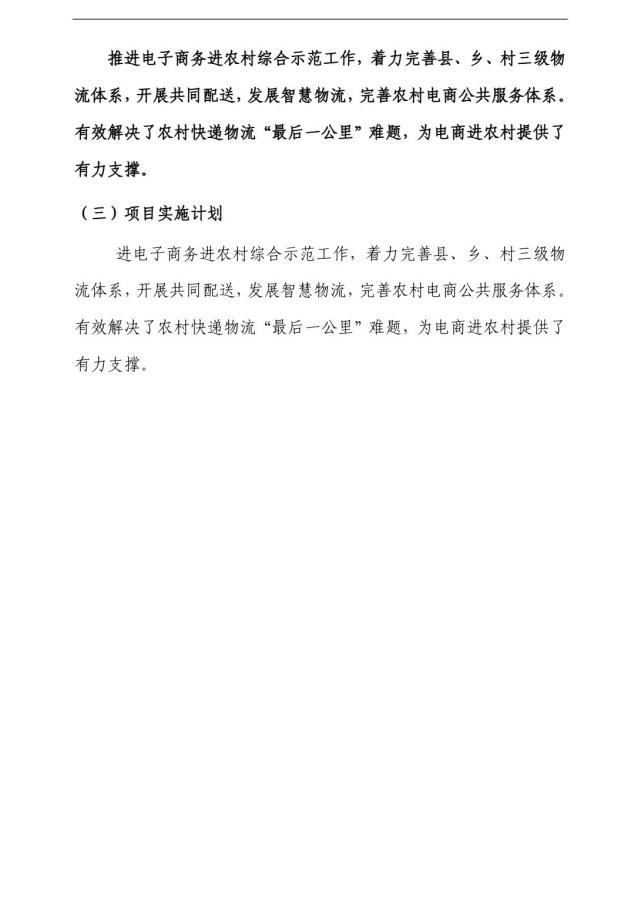 推进电子商务进农村综合示范工作，着力完善县、乡、村三级物
流体系，开展共同配送，发展智慧物流，完善农村电商公共服务体系。
有效解决了农村快递物流“最后一公里”难题，为电商进农村提供了
有力支撑。
（三）项目实施计划
进电子商务进农村综合示范工作，着力完善县、乡、村三级物
流体系，开展共同配送，发展智慧物流，完善农村电商公共服务体系。
有效解决了农村快递物流“最后一公里”难题，为电商进农村提供了
有力支撑。